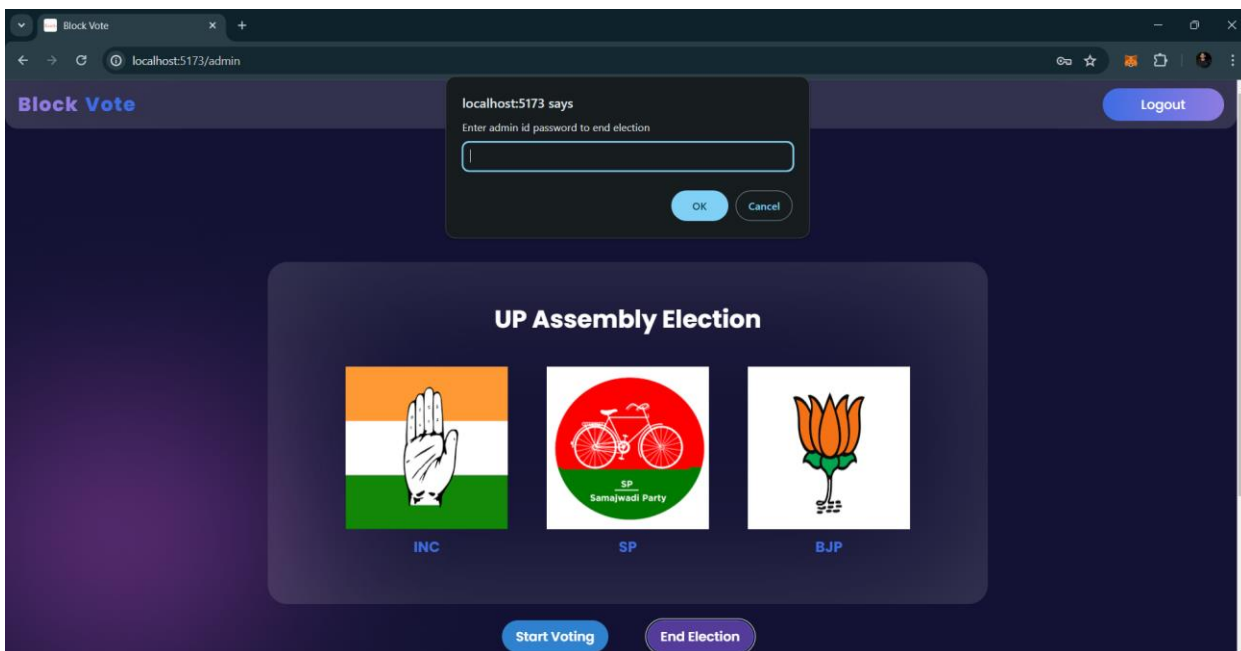 Block Vote
localhost:5173/admin
Block Vote
localhost:5173 says
Enter admin id password to end election
OK
Cancel
Logout
UP Assembly Election
SP
Samajwadi Party
INC
SP
BJP
Start Voting
End Election